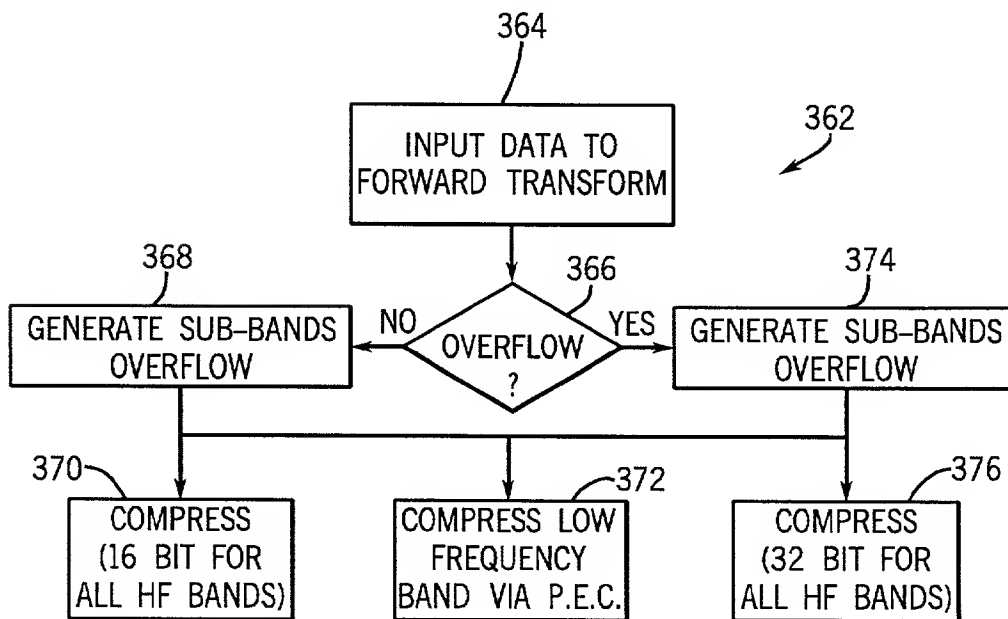 364
362
INPUT DATA TO
FORWARD TRANSFORM
368
366
374
GENERATE SUB-BANDS
OVERFLOW
NO
OVERFLOW
?
YES
GENERATE SUB-BANDS
OVERFLOW
370
372
376
COMPRESS
(16 BIT FOR
ALL HF BANDS)
COMPRESS LOW
FREQUENCY
BAND VIA P.E.C.
COMPRESS
(32 BIT FOR
ALL HF BANDS)